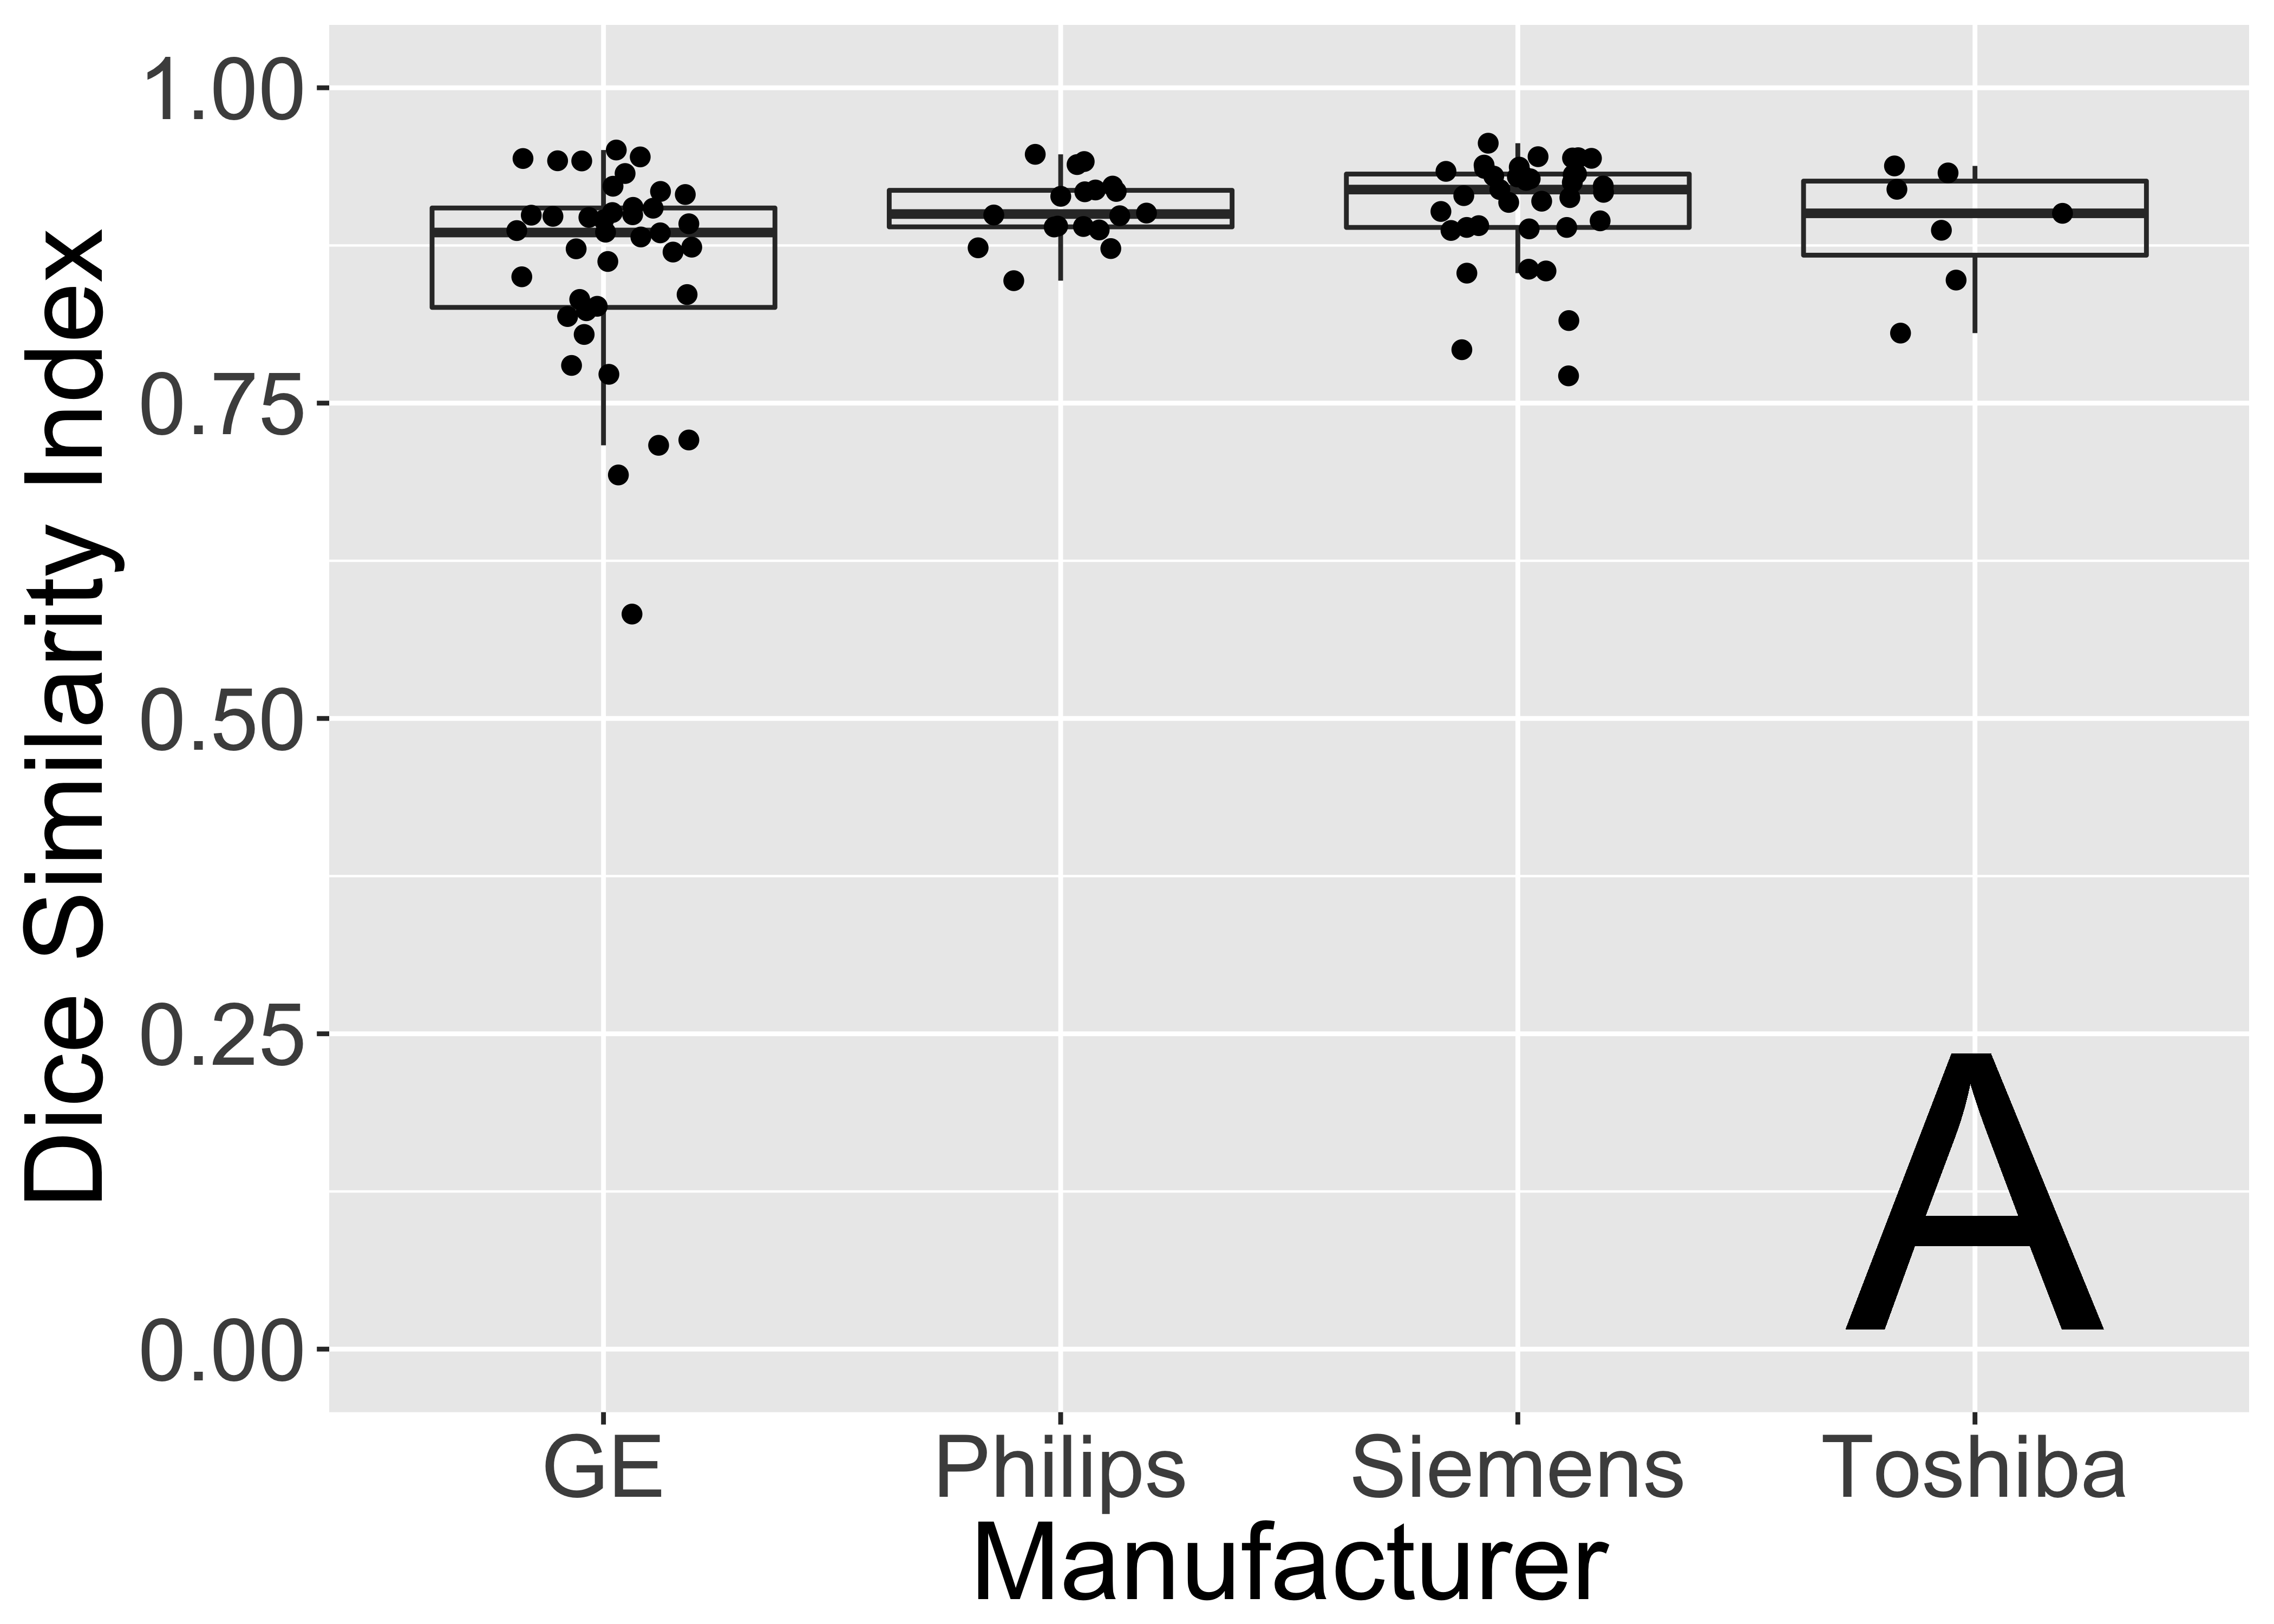 Dice Similarity Index
1.00
0.75
0.50
0.25
0.00
A
GE Philips Siemens Toshiba
Manufacturer